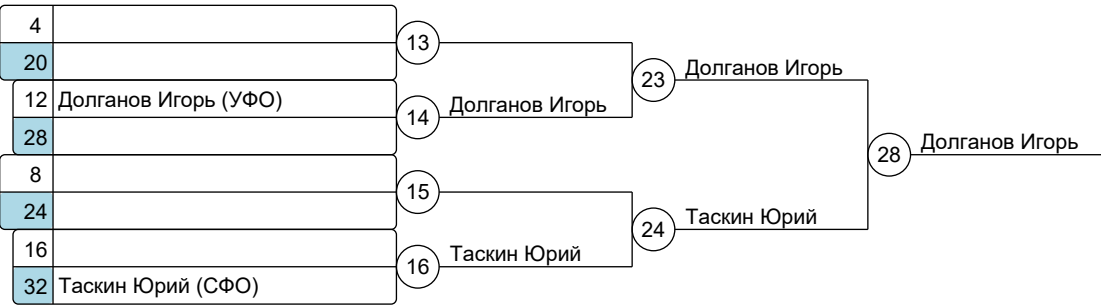 4
13
20
23 Долганов Игорь
12 Долганов Игорь (УФО)
14 Долганов Игорь
28
28 Долганов Игорь
8
15
24
24 Таскин Юрий
16
16 Таскин Юрий
32 Таскин Юрий (СФО)